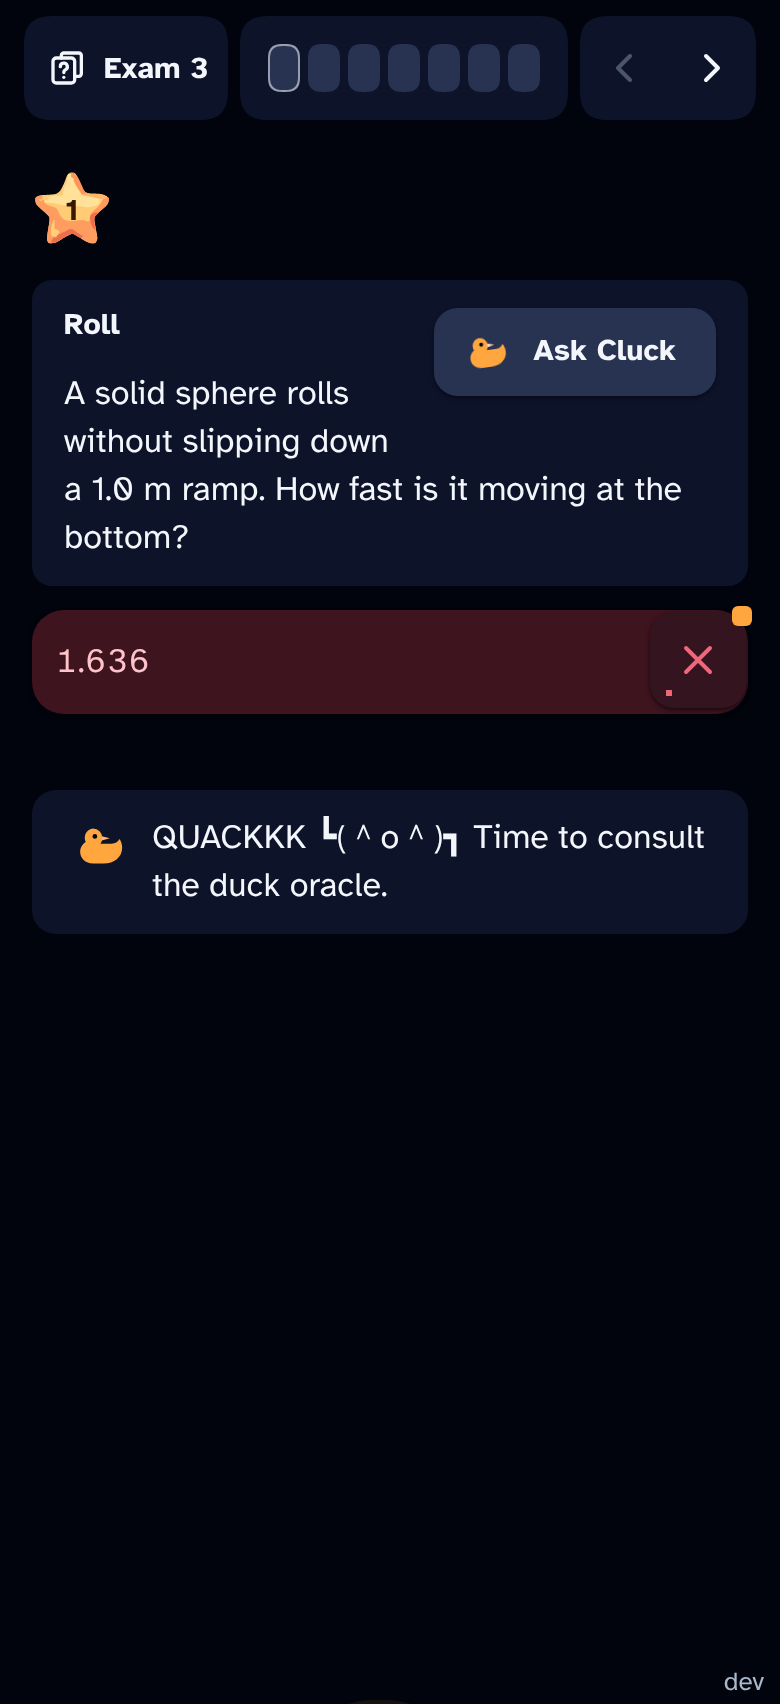 Exam 3
1
Roll
Ask Cluck
A solid sphere rolls
without slipping down
a 1.0 m ramp. How fast is it moving at the
bottom?
1.636
QUACKKK ┗( ^ o ^ )┓ Time to consult
the duck oracle.
dev